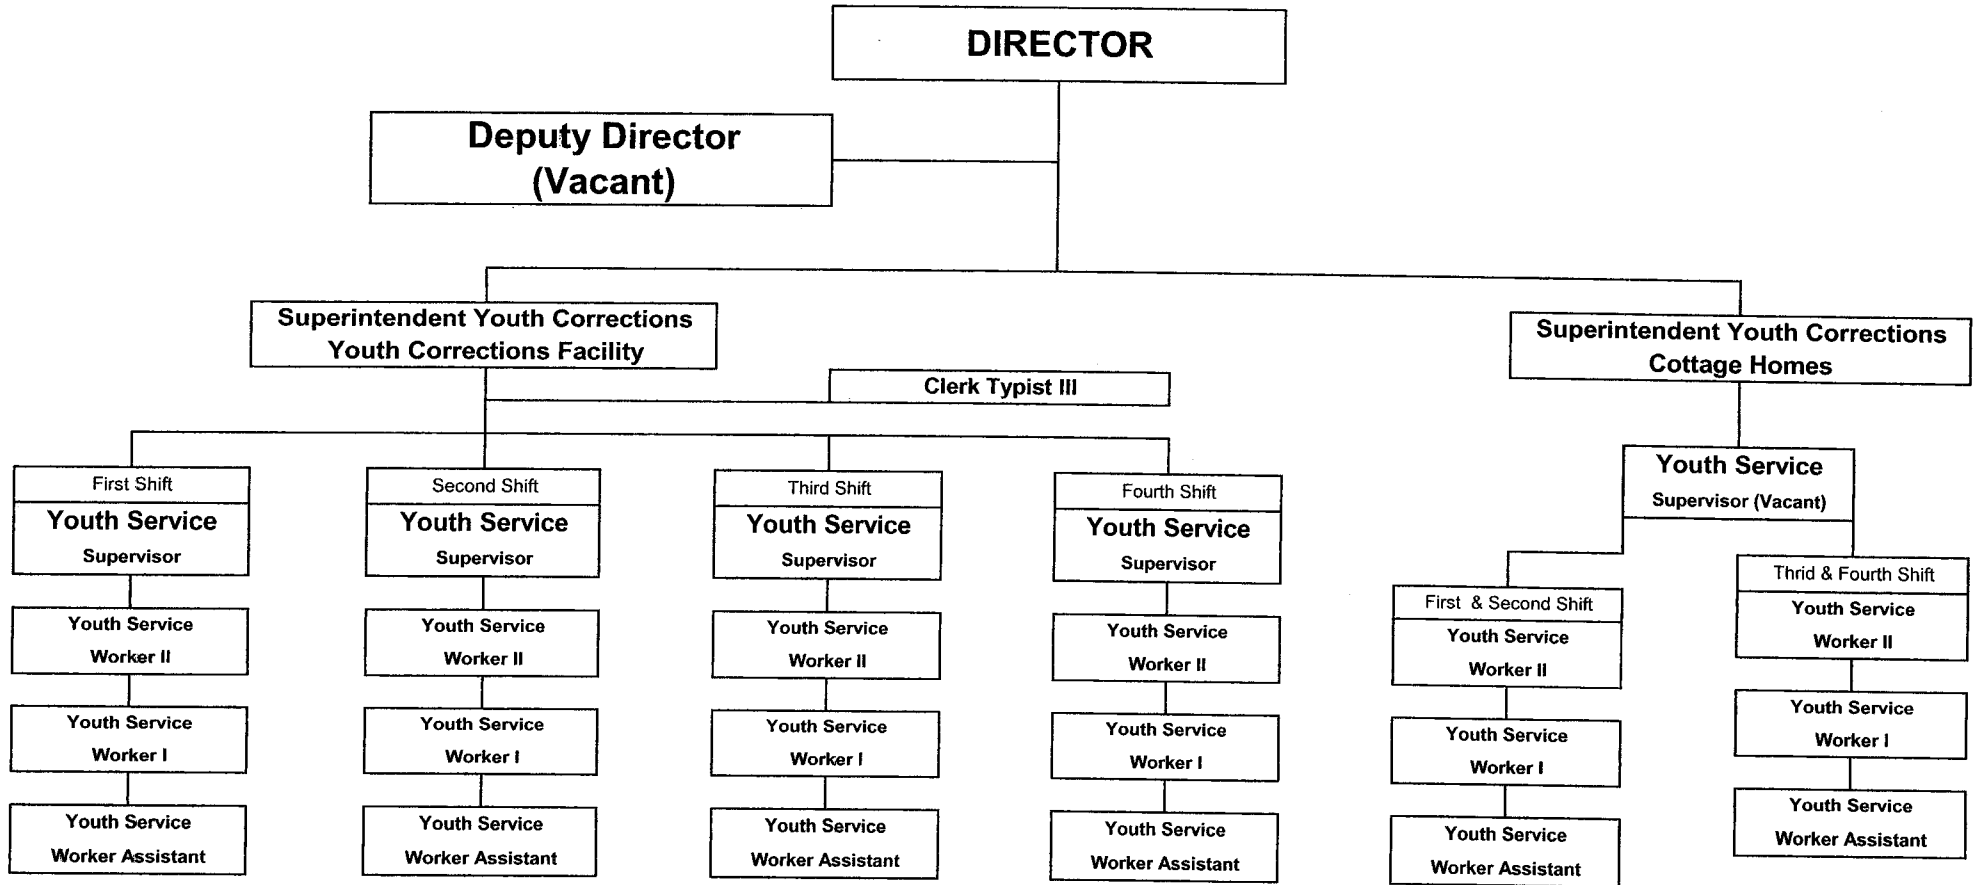 DIRECTOR
Deputy Director
(Vacant)
Superintendent Youth Corrections
Youth Corrections Facility
Superintendent Youth Corrections
Cottage Homes
Clerk Typist III
First Shift
Youth Service
Supervisor
Youth Service
Worker II
Youth Service
Worker I
Youth Service
Worker Assistant
Second Shift
Youth Service
Supervisor
Youth Service
Worker II
Youth Service
Worker I
Youth Service
Worker Assistant
Third Shift
Youth Service
Supervisor
Youth Service
Worker II
Youth Service
Worker I
Youth Service
Worker Assistant
Fourth Shift
Youth Service
Supervisor
Youth Service
Worker II
Youth Service
Worker I
Youth Service
Worker Assistant
Youth Service
Supervisor (Vacant)
First & Second Shift
Youth Service
Worker II
Youth Service
Worker I
Youth Service
Worker Assistant
Thrid & Fourth Shift
Youth Service
Worker II
Youth Service
Worker I
Youth Service
Worker Assistant